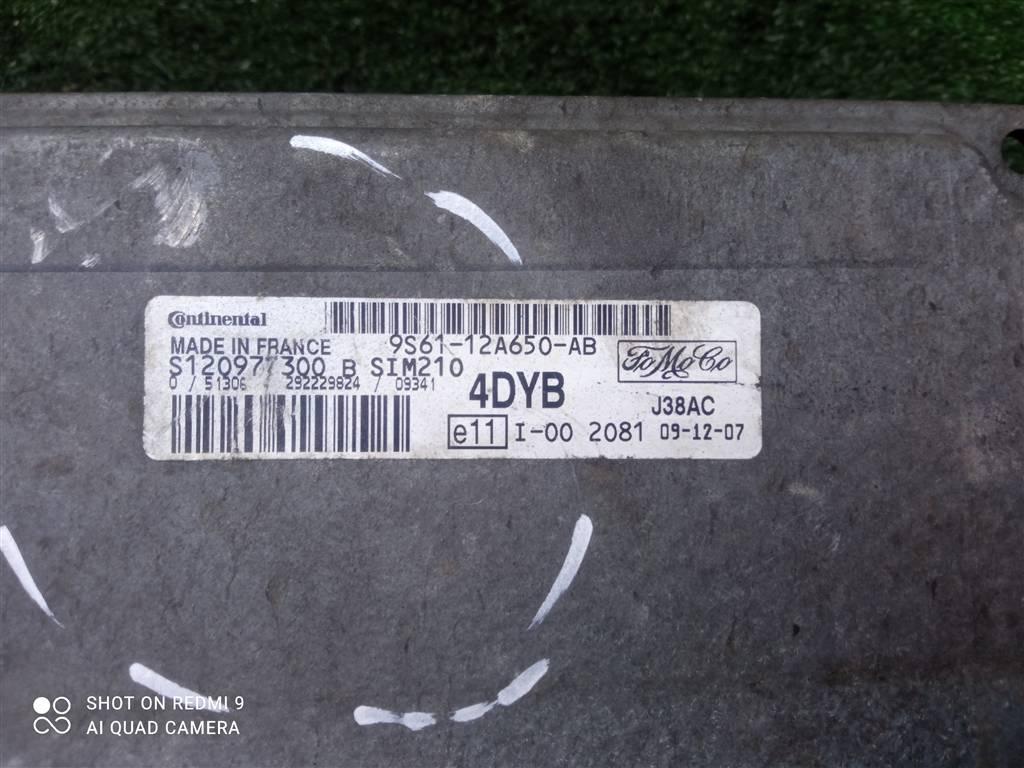 Continental
MADE IN FRANCE 9S61-12A650-AB FoMoCo
S120977300 B SIM210
0 / 51306 292229824 / 09341
4DYB J38AC
e11 I-00 2081 09-12-07
SHOT ON REDMI 9
AI QUAD CAMERA